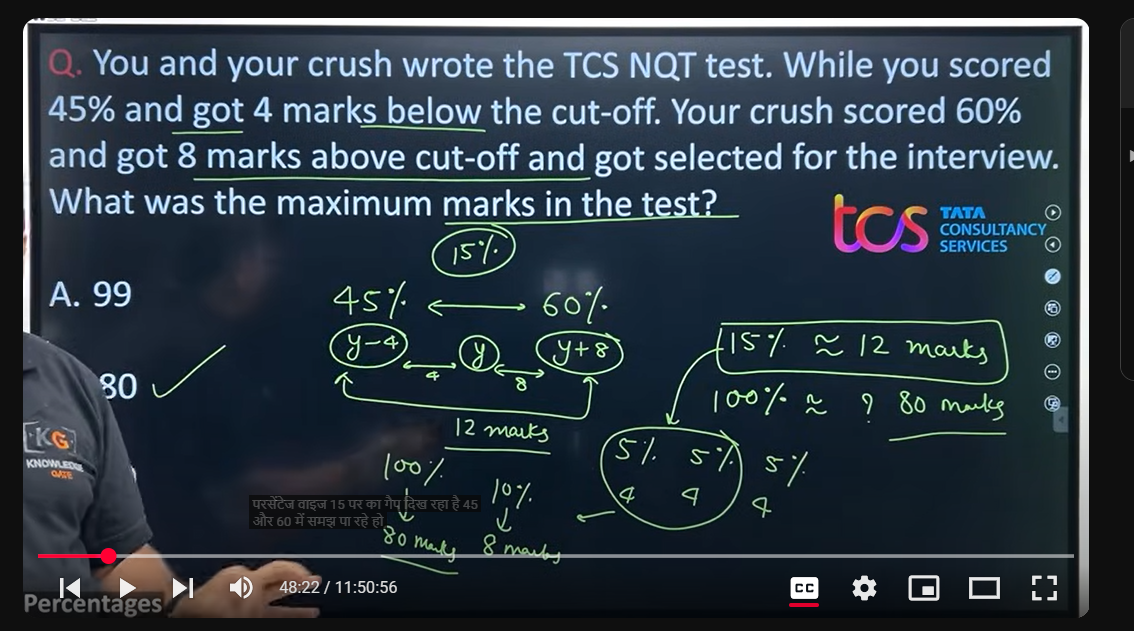 Q. You and your crush wrote the TCS NQT test. While you scored
45% and got 4 marks below the cut-off. Your crush scored 60%
and got 8 marks above cut-off and got selected for the interview.
What was the maximum marks in the test?
tcs TATA
CONSULTANCY
SERVICES
15%
A. 99
45% 60%
y-4 y y+8
4 8
12 marks
15% ≈ 12 marks
100% ≈ ? 80 marks
80
KG
KNOWLEDGE
GATE
5% 5% 5%
4 4 4
100% 10%
80 marks 8 marks
परसेंटेज वाइज 15 पर का गैप दिख रहा है 45
और 60 में समझ पा रहे हो
48:22 / 11:50:56
CC
Percentages